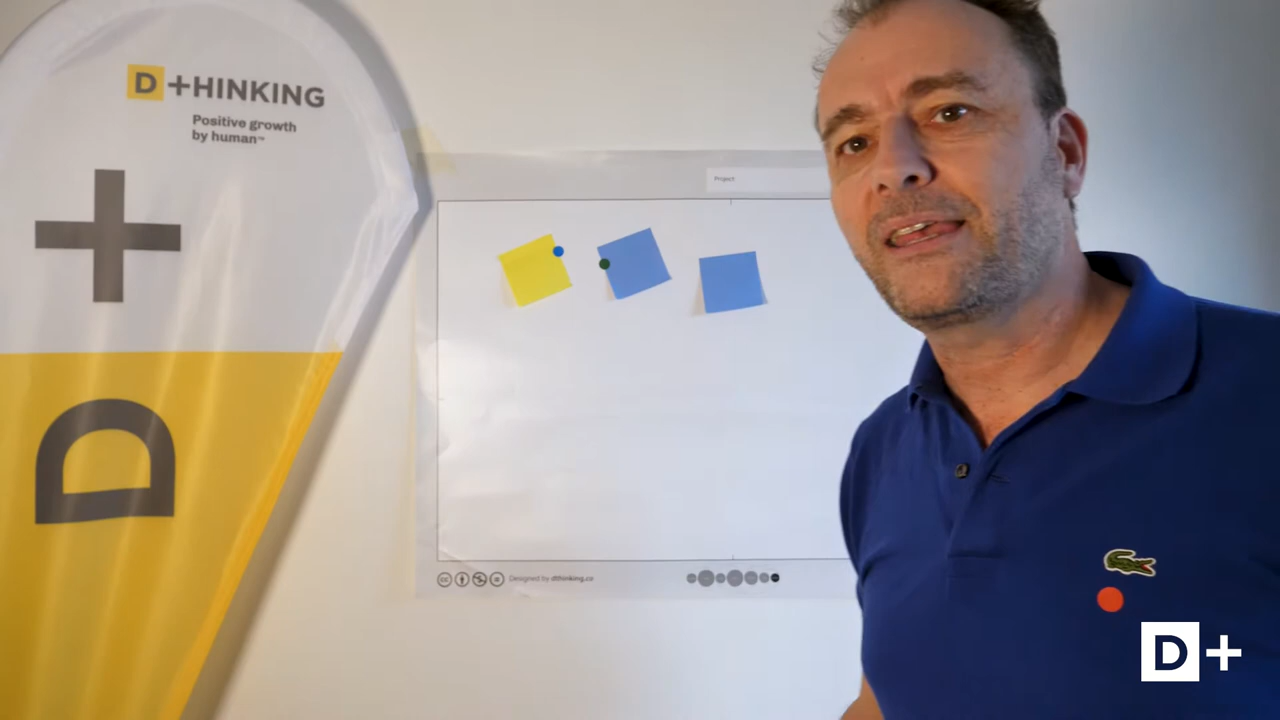 D+HINKING
Positive growth
by human™
D+
Project
Designed by dthinking.co
D+